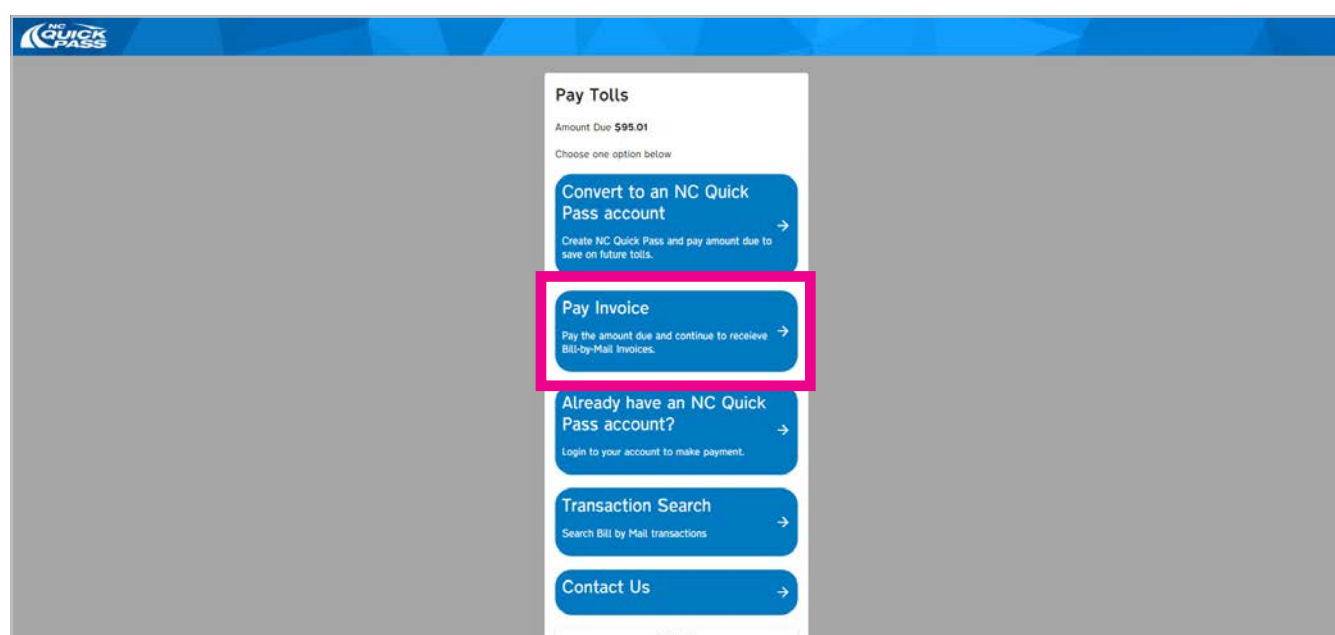 NC
QUICK
PASS
Pay Tolls
Amount Due $95.01
Choose one option below
Convert to an NC Quick
Pass account
Create NC Quick Pass and pay amount due to
save on future tolls.
Pay Invoice
Pay the amount due and continue to receieve
Bill-by-Mail Invoices.
Already have an NC Quick
Pass account?
Login to your account to make payment.
Transaction Search
Search Bill by Mail transactions
Contact Us